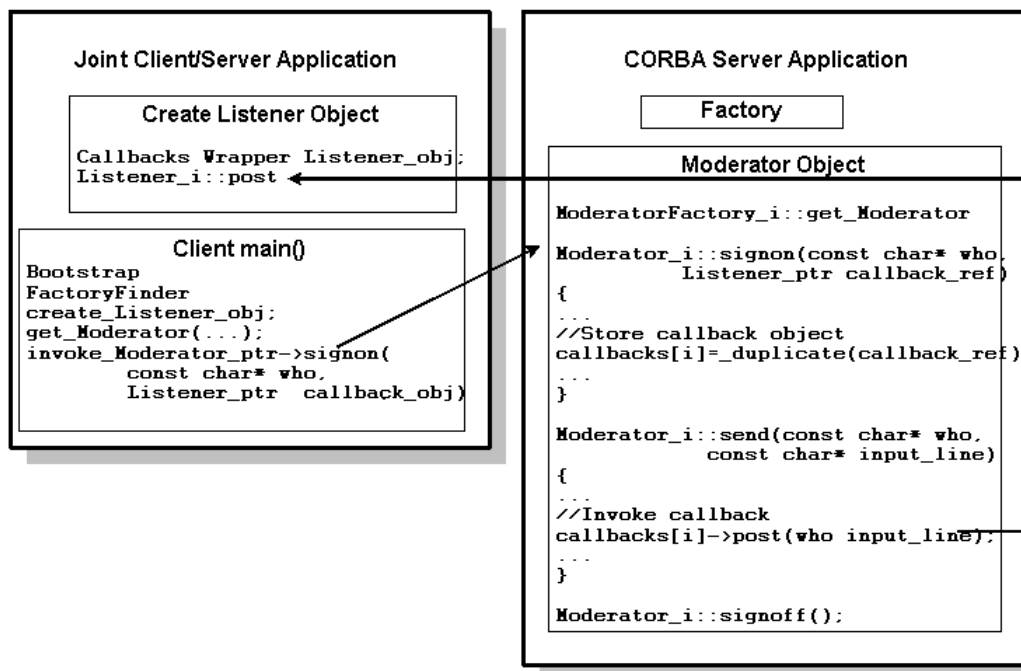 Joint Client/Server Application
Create Listener Object
Callbacks Wrapper Listener_obj;
Listener_i::post
Client main()
Bootstrap
FactoryFinder
create_Listener_obj;
get_Moderator(...);
invoke_Moderator_ptr->signon(
const char* who,
Listener_ptr callback_obj)
CORBA Server Application
Factory
Moderator Object
ModeratorFactory_i::get_Moderator
Moderator_i::signon(const char* who,
Listener_ptr callback_ref)
{
...
//Store callback object
callbacks[i]=_duplicate(callback_ref)
...
}
Moderator_i::send(const char* who,
const char* input_line)
{
...
//Invoke callback
callbacks[i]->post(who input_line);
...
}
Moderator_i::signoff();